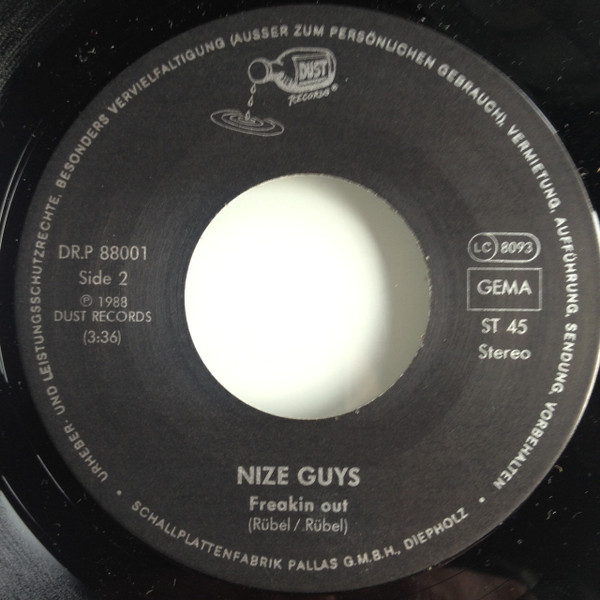 URHEBER- UND LEISTUNGSSCHUTZRECHTE, BESONDERS VERVIELFALTIGUNG (AUSSER ZUM PERSÖNLICHEN GEBRAUCH), VERMIETUNG, AUFFÜHRUNG, SENDUNG, VORBEHALTEN
DUST
RECORDS®
DR.P 88001
Side 2
℗ 1988
DUST RECORDS
(3:36)
LC 8093
GEMA
ST 45
Stereo
NIZE GUYS
Freakin out
(Rübel /.Rübel)
• SCHALLPLATTENFABRIK PALLAS G.M.B.H., DIEPHOLZ •